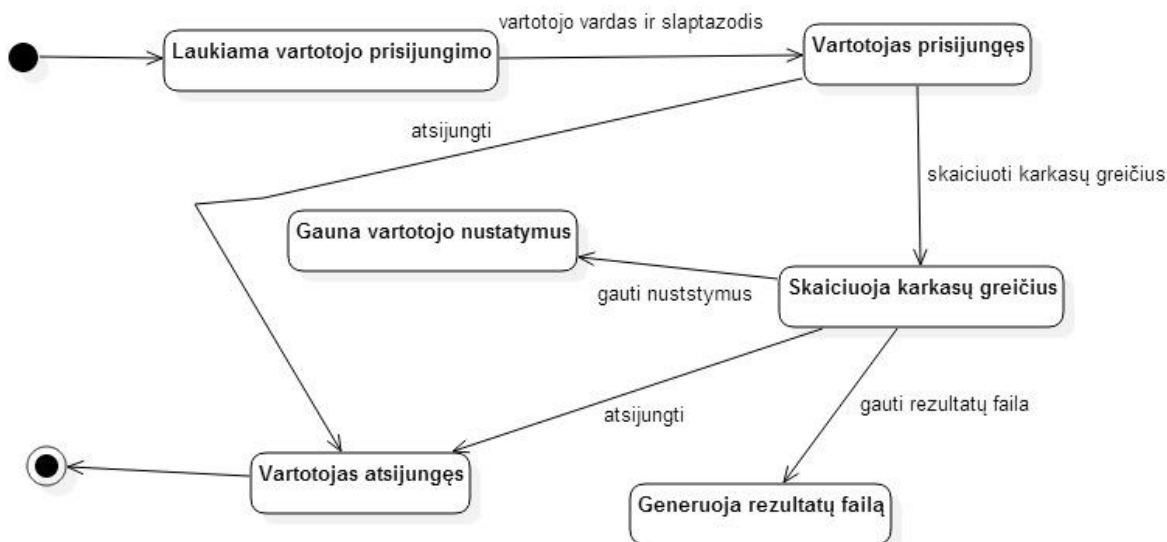 vartotojo vardas ir slaptazodis
Laukiama vartotojo prisijungimo
Vartotojas prisijungęs
atsijungti
skaiciuoti karkasų greičius
Gauna vartotojo nustatymus
Skaiciuoja karkasų greičius
gauti nuststymus
gauti rezultatų faila
atsijungti
Vartotojas atsijungęs
Generuoja rezultatų failą